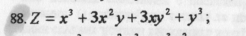 88. Z = x³ + 3x²y + 3xy² + y³ ;